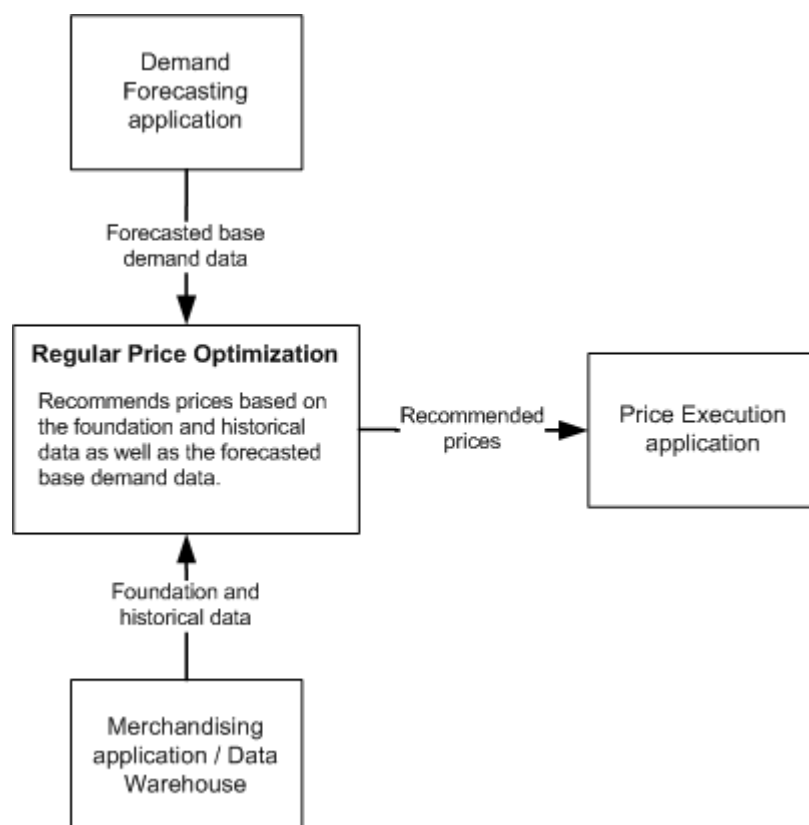 Demand
Forecasting
application
Forecasted base
demand data
Regular Price Optimization
Recommends prices based on
the foundation and historical
data as well as the forecasted
base demand data.
Recommended
prices
Price Execution
application
Foundation and
historical data
Merchandising
application / Data
Warehouse